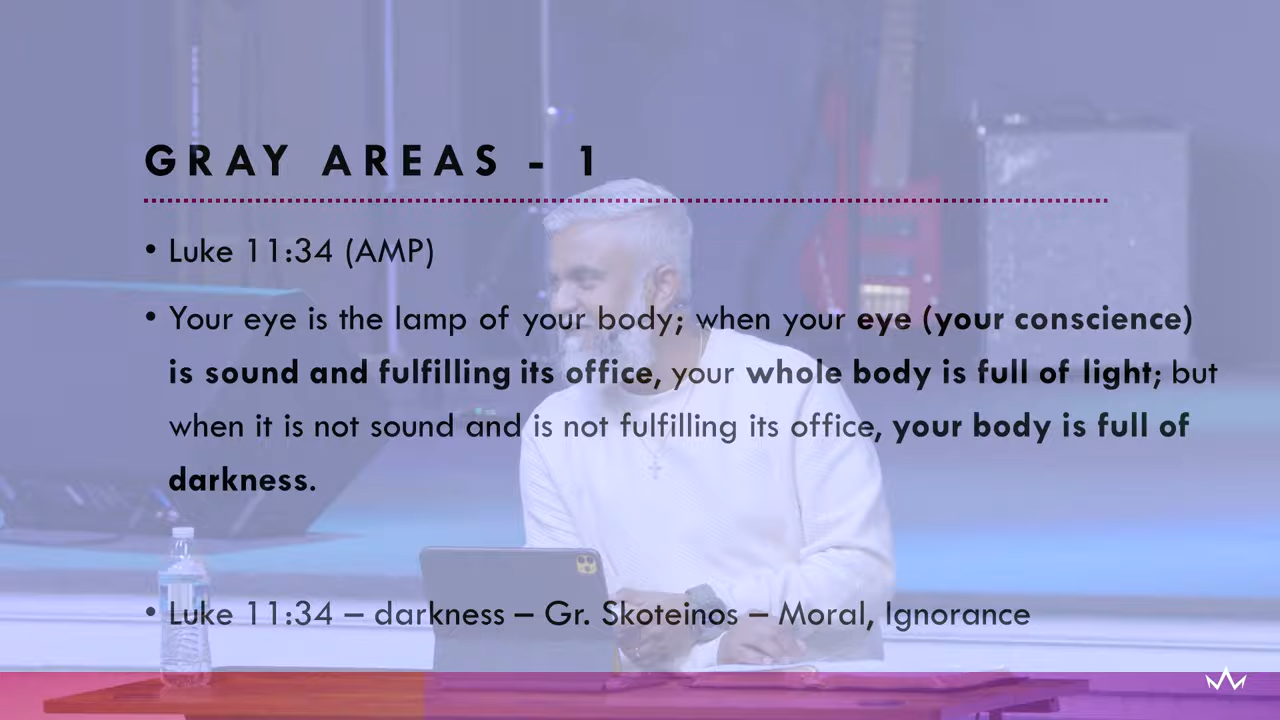 GRAY AREAS - 1
• Luke 11:34 (AMP)
• Your eye is the lamp of your body; when your eye (your conscience)
is sound and fulfilling its office, your whole body is full of light; but
when it is not sound and is not fulfilling its office, your body is full of
darkness.
• Luke 11:34 – darkness – Gr. Skoteinos – Moral, Ignorance